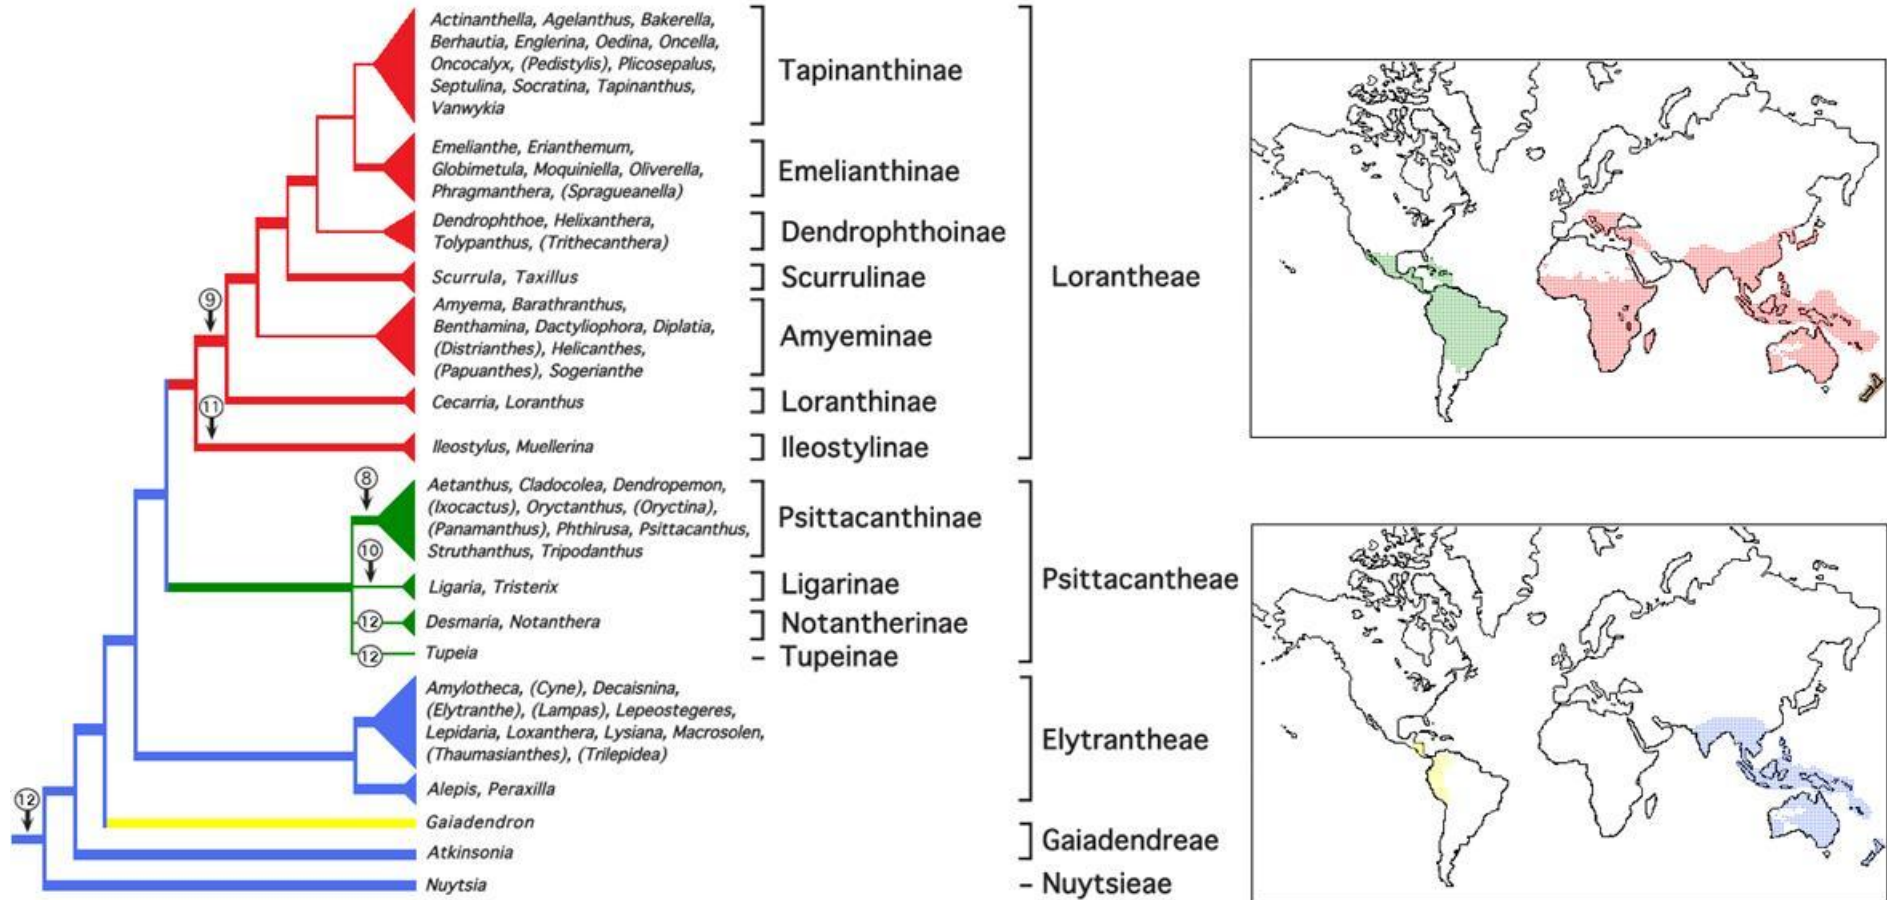 Actinanthella, Agelanthus, Bakerella,
Berhautia, Englerina, Oedina, Oncella,
Oncocalyx, (Pedistylis), Plicosepalus,
Septulina, Socratina, Tapinanthus,
Vanwykia
Tapinanthinae
Emelianthe, Erianthemum,
Globimetula, Moquiniella, Oliverella,
Phragmanthera, (Spragueanella)
Emelianthinae
Dendrophthoe, Helixanthera,
Tolypanthus, (Trithecanthera)
Dendrophthoinae
Scurrula, Taxillus
Scurrulinae
Lorantheae
9
Amyema, Barathranthus,
Benthamina, Dactyliophora, Diplatia,
(Distrianthes), Helicanthes,
(Papuanthes), Sogerianthe
Amyeminae
Cecarria, Loranthus
Loranthinae
11
Ileostylus, Muellerina
Ileostylinae
8
Aetanthus, Cladocolea, Dendropemon,
(Ixocactus), Oryctanthus, (Oryctina),
(Panamanthus), Phthirusa, Psittacanthus,
Struthanthus, Tripodanthus
Psittacanthinae
10
Ligaria, Tristerix
Ligarinae
Psittacantheae
12
Desmaria, Notanthera
Notantherinae
12
Tupeia
Tupeinae
Amylotheca, (Cyne), Decaisnina,
(Elytranthe), (Lampas), Lepeostegeres,
Lepidaria, Loxanthera, Lysiana, Macrosolen,
(Thaumasianthes), (Trilepidea)
Elytrantheae
Alepis, Peraxilla
12
Gaiadendron
Gaiadendreae
Atkinsonia
Nuytsia
Nuytsieae